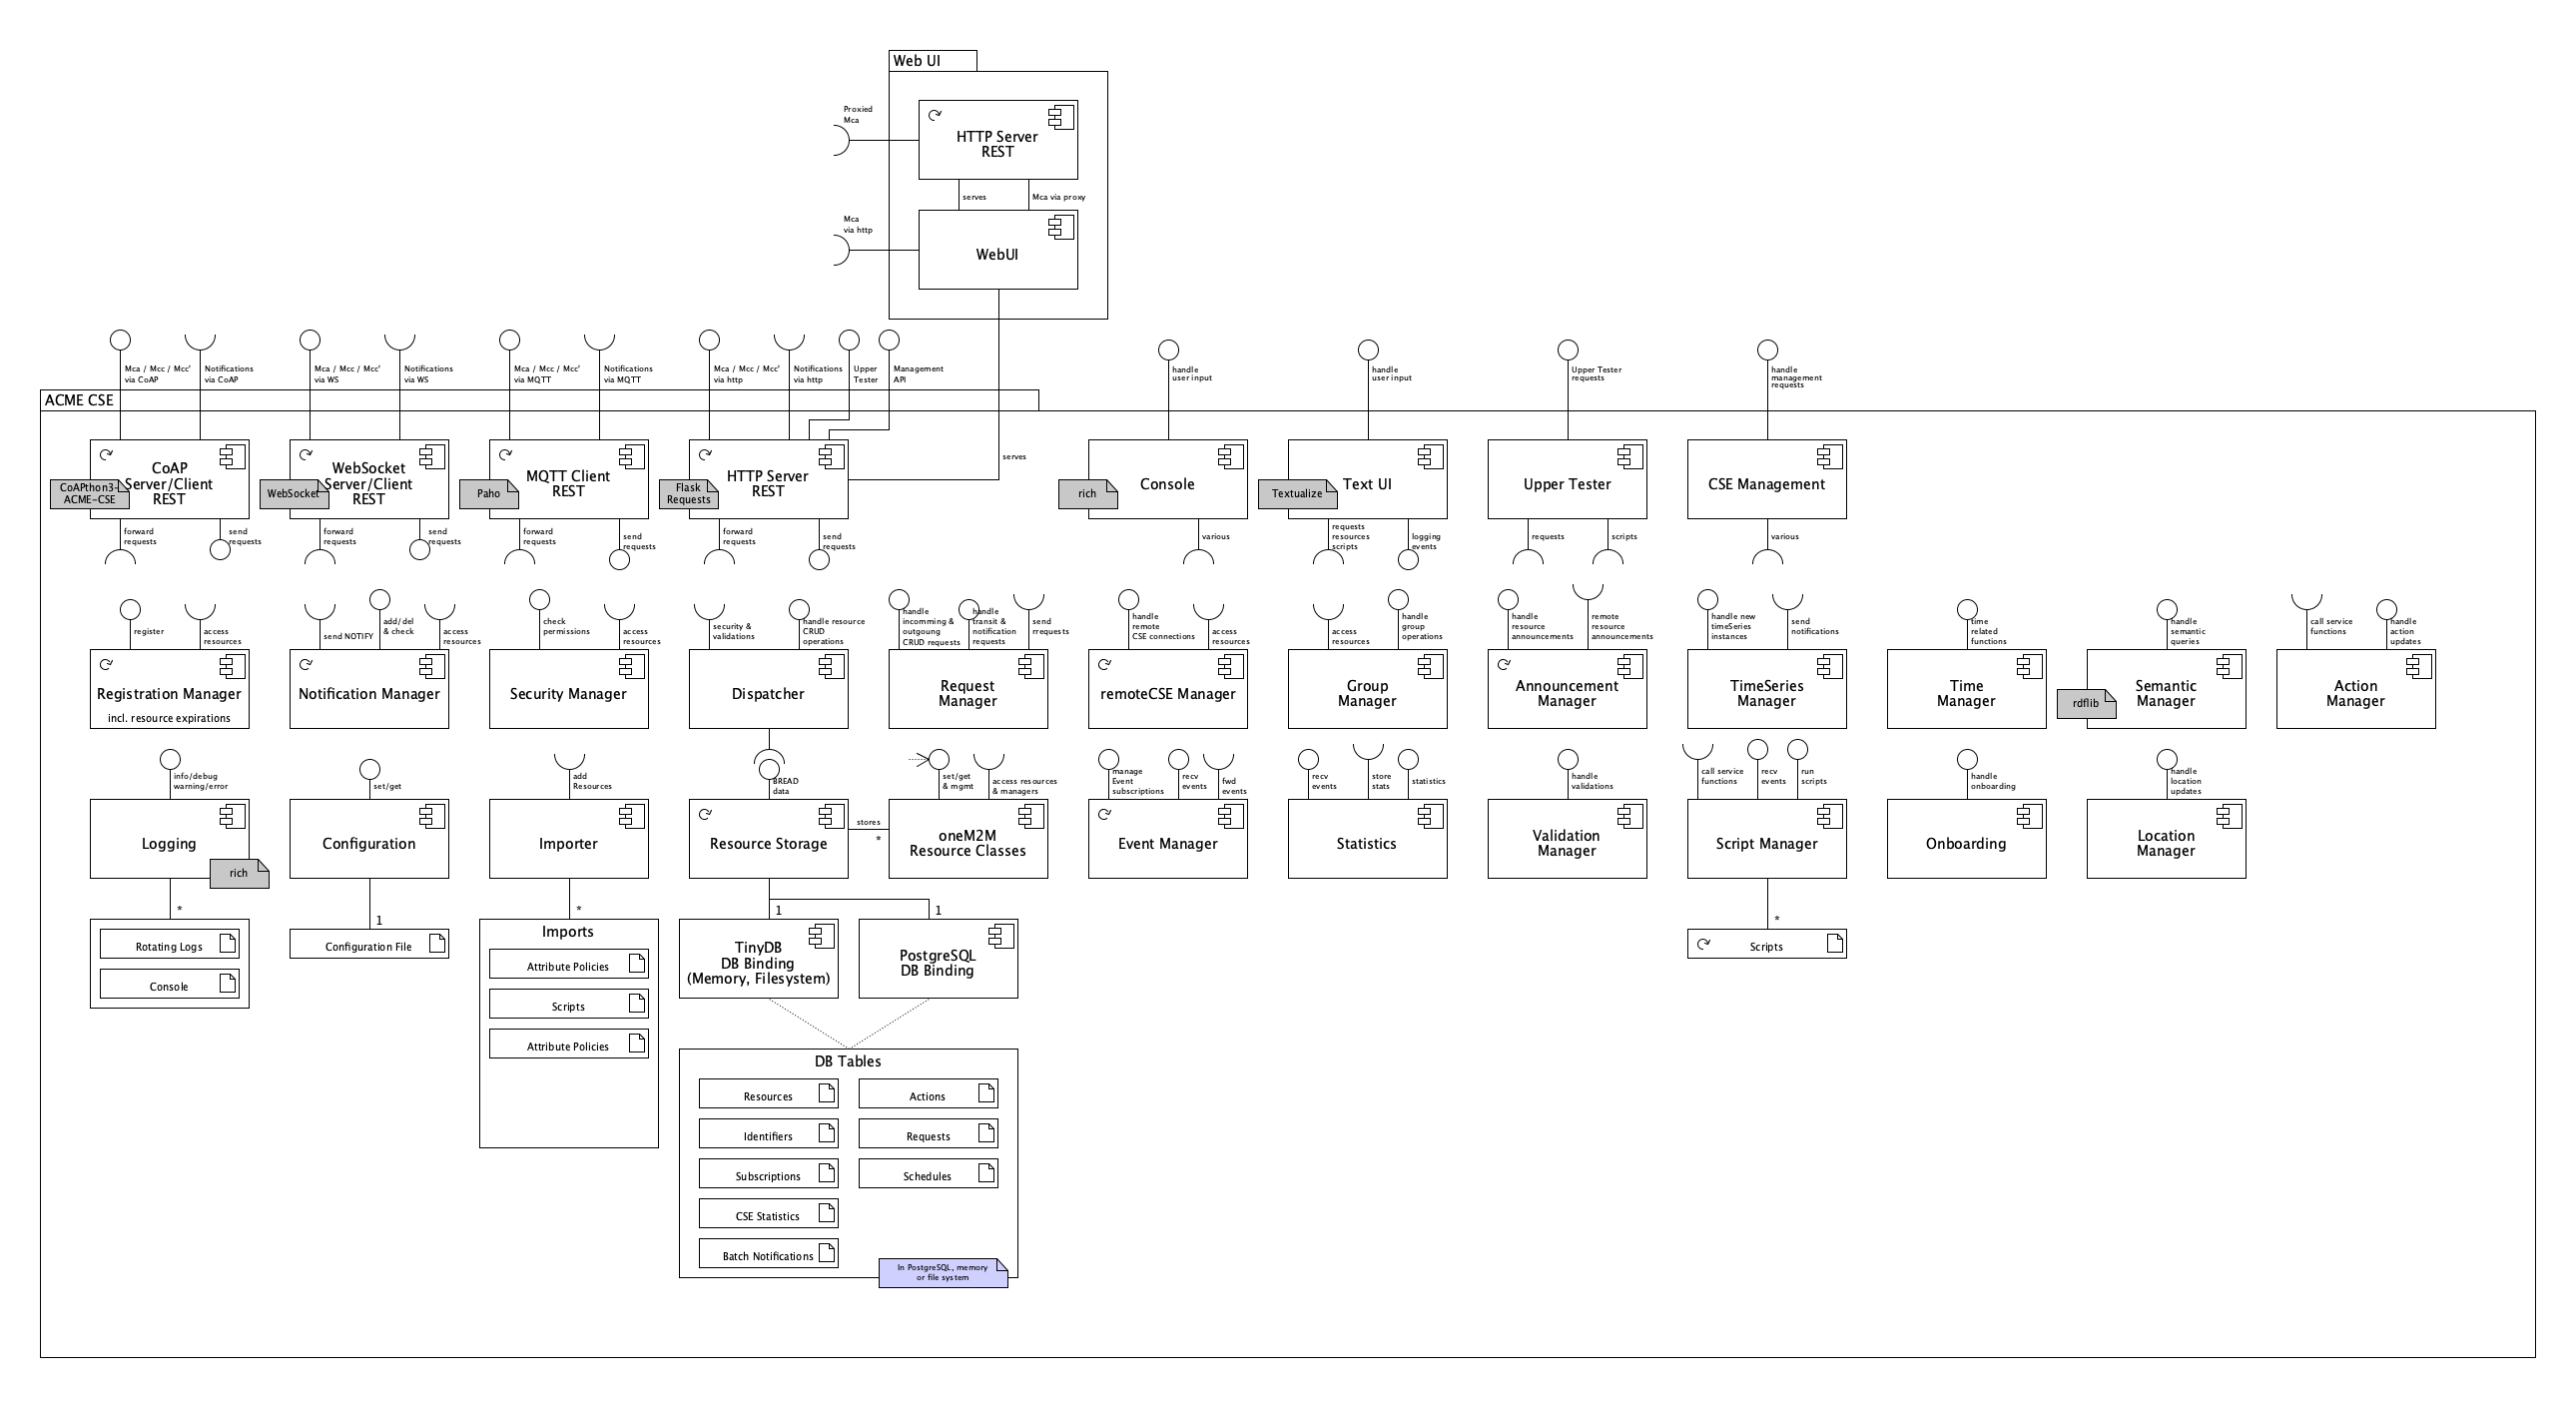 Web UI
Proxied
Mca
HTTP Server
REST
serves
Mca via proxy
Mca
via http
WebUI
Mca / Mcc / Mcc'
via CoAP
Notifications
via CoAP
Mca / Mcc / Mcc'
via WS
Notifications
via WS
Mca / Mcc / Mcc'
via MQTT
Notifications
via MQTT
Mca / Mcc / Mcc'
via http
Notifications
via http
Upper
Tester
Management
API
handle
user input
handle
user input
Upper Tester
requests
handle
management
requests
ACME CSE
CoAP
Server/Client
REST
CoAPthon3-
ACME-CSE
WebSocket
Server/Client
REST
WebSocket
MQTT Client
REST
Paho
HTTP Server
REST
Flask
Requests
serves
Console
rich
Text UI
Textualize
Upper Tester
CSE Management
forward
requests
send
requests
forward
requests
send
requests
forward
requests
send
requests
forward
requests
send
requests
various
requests
resources
scripts
logging
events
requests
scripts
various
register
access
resources
send NOTIFY
add/del
& check
access
resources
check
permissions
access
resources
security &
validations
handle resource
CRUD
operations
handle
incomming &
outgoung
CRUD requests
handle
transit &
notification
requests
send
rrequests
handle
remote
CSE connections
access
resources
access
resources
handle
group
operations
handle
resource
announcements
remote
resource
announcements
handle new
timeSeries
instances
send
notifications
time
related
functions
handle
semantic
queries
call service
functions
handle
action
updates
Registration Manager
incl. resource expirations
Notification Manager
Security Manager
Dispatcher
Request
Manager
remoteCSE Manager
Group
Manager
Announcement
Manager
TimeSeries
Manager
Time
Manager
Semantic
Manager
rdflib
Action
Manager
info/debug
warning/error
set/get
add
Resources
BREAD
data
set/get
& mgmt
access resources
& managers
manage
Event
subscriptions
recv
events
fwd
events
recv
events
store
stats
statistics
handle
validations
call service
functions
recv
events
run
scripts
handle
onboarding
handle
location
updates
Logging
rich
Configuration
Importer
Resource Storage
stores
*
oneM2M
Resource Classes
Event Manager
Statistics
Validation
Manager
Script Manager
Onboarding
Location
Manager
*
1
*
1
1
*
Rotating Logs
Console
Configuration File
Imports
Attribute Policies
Scripts
Attribute Policies
TinyDB
DB Binding
(Memory, Filesystem)
PostgreSQL
DB Binding
Scripts
DB Tables
Resources
Actions
Identifiers
Requests
Subscriptions
Schedules
CSE Statistics
Batch Notifications
In PostgreSQL, memory
or file system